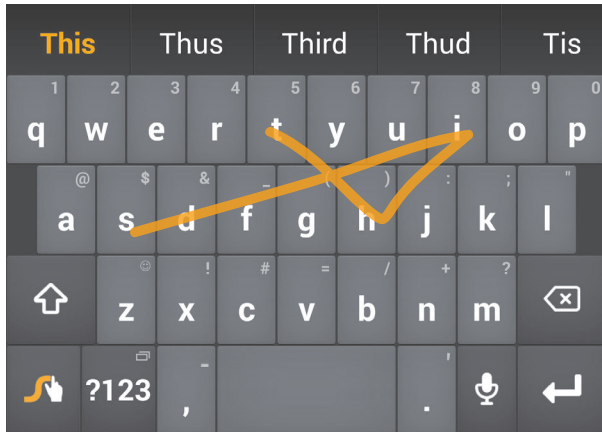 This Thus Third Thud Tis
1 2 3 4 5 6 7 8 9 0
q w e r t y u i o p
@ $ & _ ( ) : ; "
a s d f g h j k l
! # = / + ?
z x c v b n m
- '
?123 , .